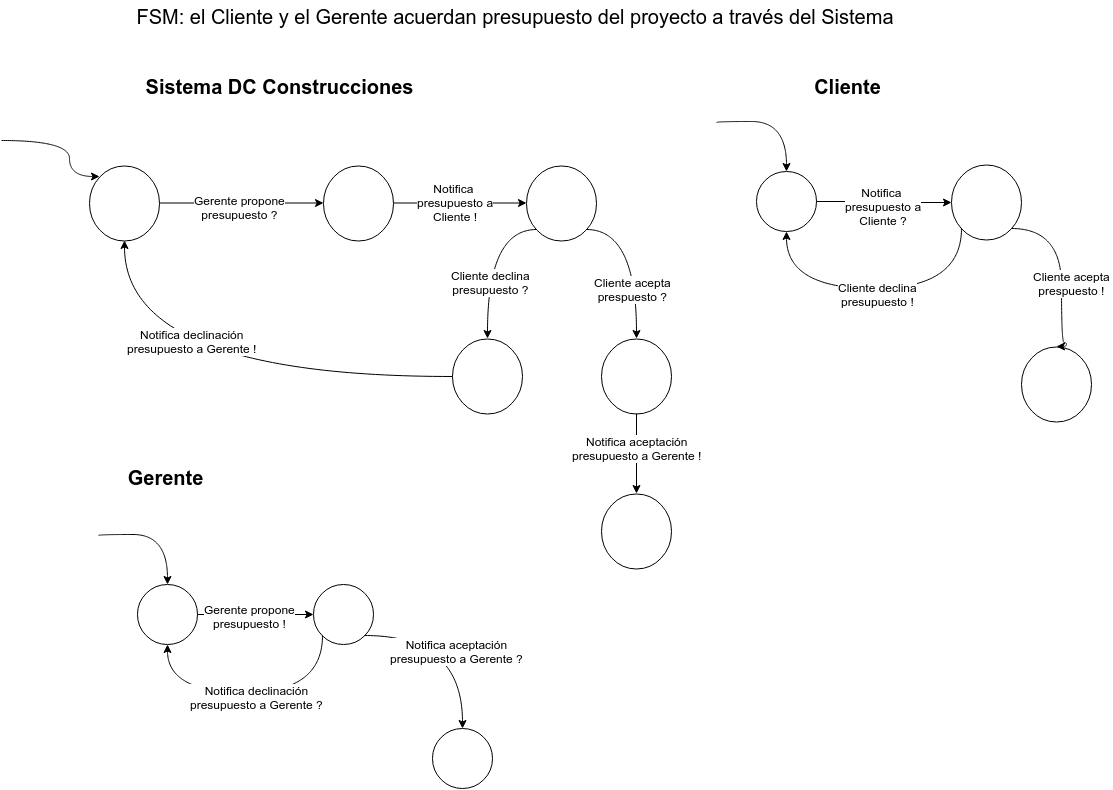 FSM: el Cliente y el Gerente acuerdan presupuesto del proyecto a través del Sistema
Sistema DC Construcciones
Gerente propone
presupuesto ?
Notifica
presupuesto a
Cliente !
Cliente declina
presupuesto ?
Cliente acepta
prespuesto ?
Notifica declinación
presupuesto a Gerente !
Notifica aceptación
presupuesto a Gerente !
Cliente
Notifica
presupuesto a
Cliente ?
Cliente declina
presupuesto !
Cliente acepta
prespuesto !
Gerente
Gerente propone
presupuesto !
Notifica aceptación
presupuesto a Gerente ?
Notifica declinación
presupuesto a Gerente ?